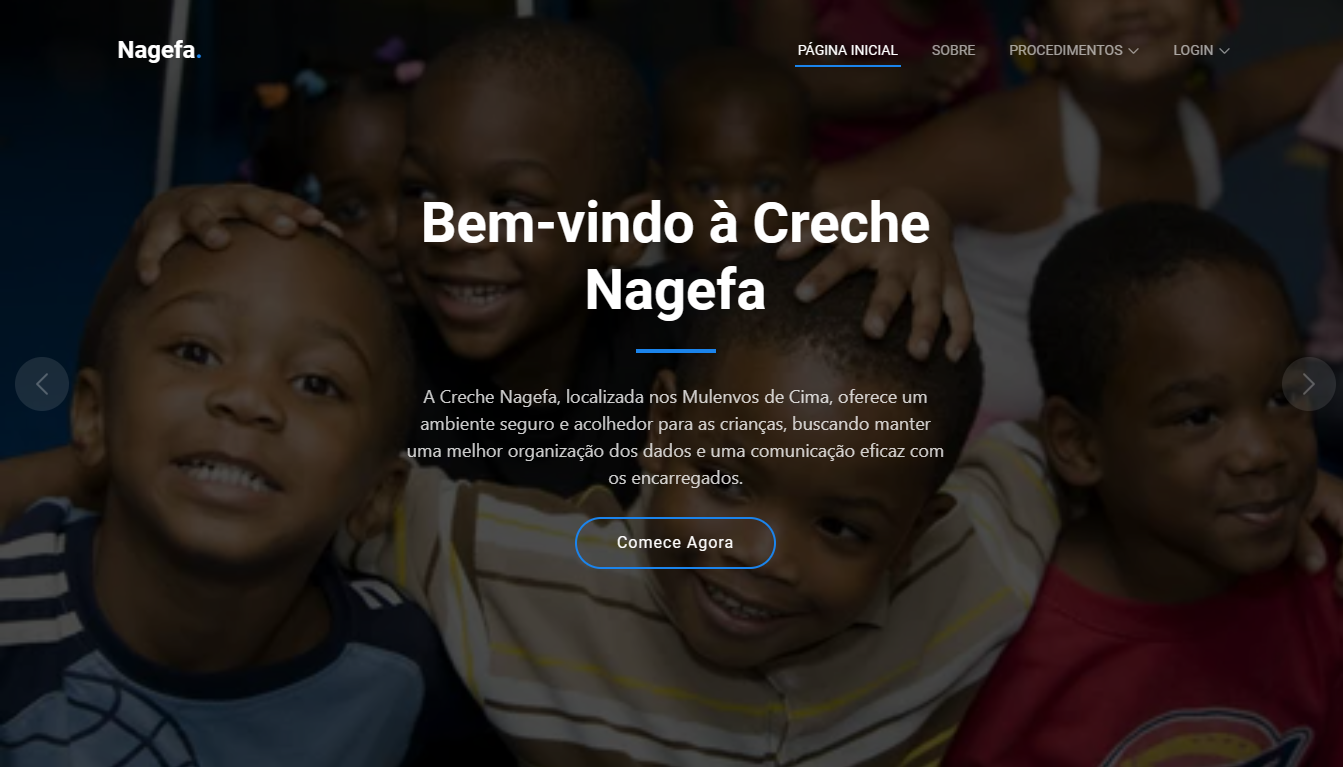 Nagefa.
PÁGINA INICIAL
SOBRE
PROCEDIMENTOS
LOGIN
Bem-vindo à Creche
Nagefa
A Creche Nagefa, localizada nos Mulenvos de Cima, oferece um
ambiente seguro e acolhedor para as crianças, buscando manter
uma melhor organização dos dados e uma comunicação eficaz com
os encarregados.
Comece Agora